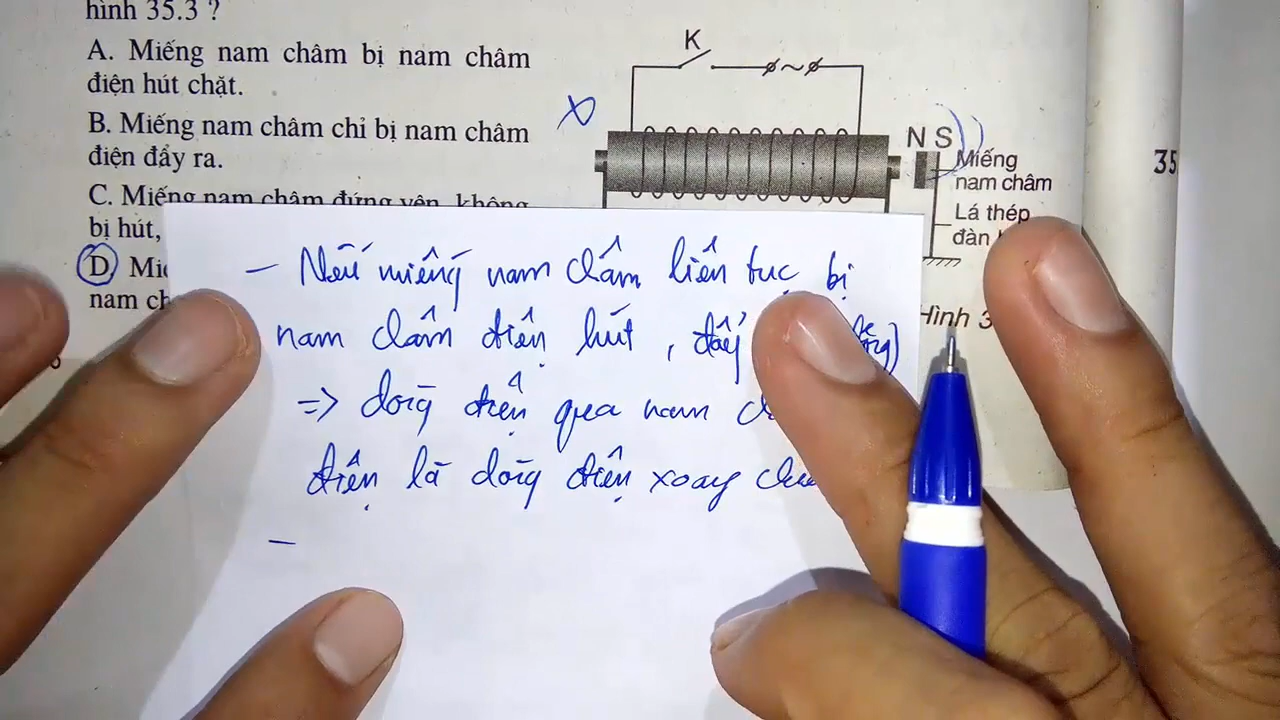 hình 35.3 ?
A. Miếng nam châm bị nam châm
điện hút chặt.
B. Miếng nam châm chỉ bị nam châm
điện đẩy ra.
C. Miếng nam châm đứng yên, không
bị hút,
D.
nam ch
K
N S
Miếng
nam châm
Lá thép
đàn
Hình 3
35
- Nếu miếng nam châm liên tục bị
nam châm điện hút, đẩy
=> dòng điện qua nam
điện là dòng điện xoay
-